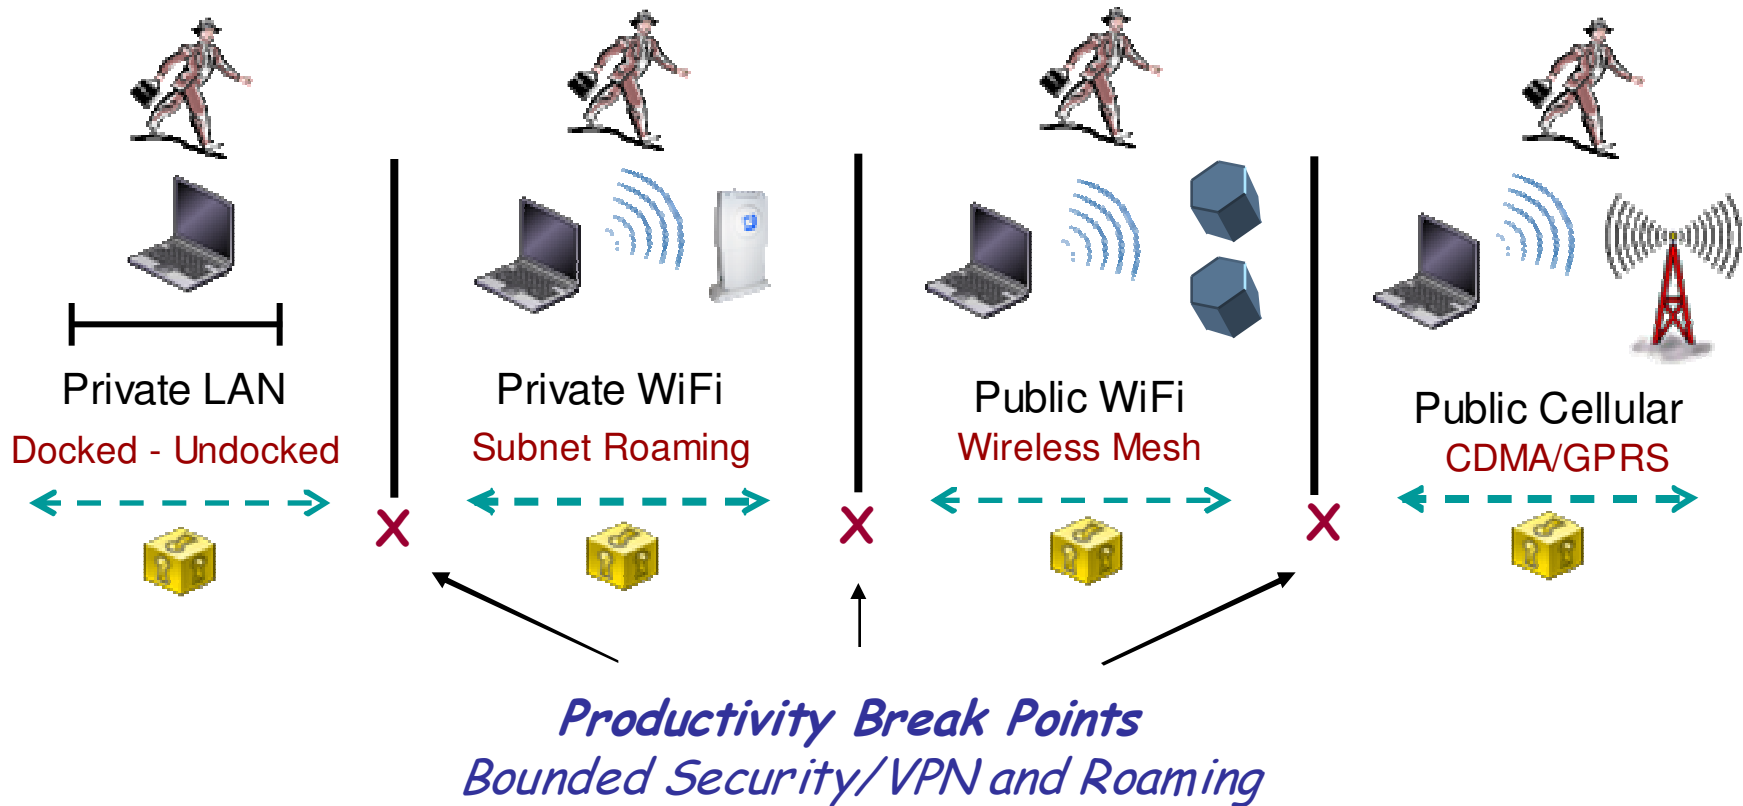 Private LAN
Docked - Undocked
Private WiFi
Subnet Roaming
Public WiFi
Wireless Mesh
Public Cellular
CDMA/GPRS
X
X
X
Productivity Break Points
Bounded Security/VPN and Roaming